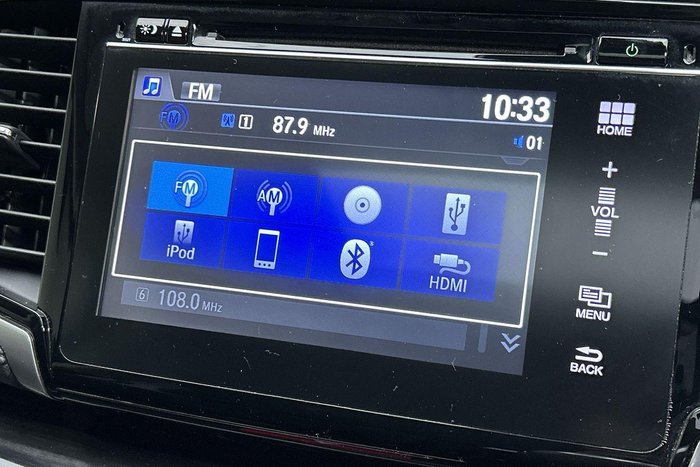 FM 10:33
FM 1 87.9 MHz 01
FM AM
iPod HDMI
6 108.0 MHz
HOME
+
VOL
−
MENU
BACK